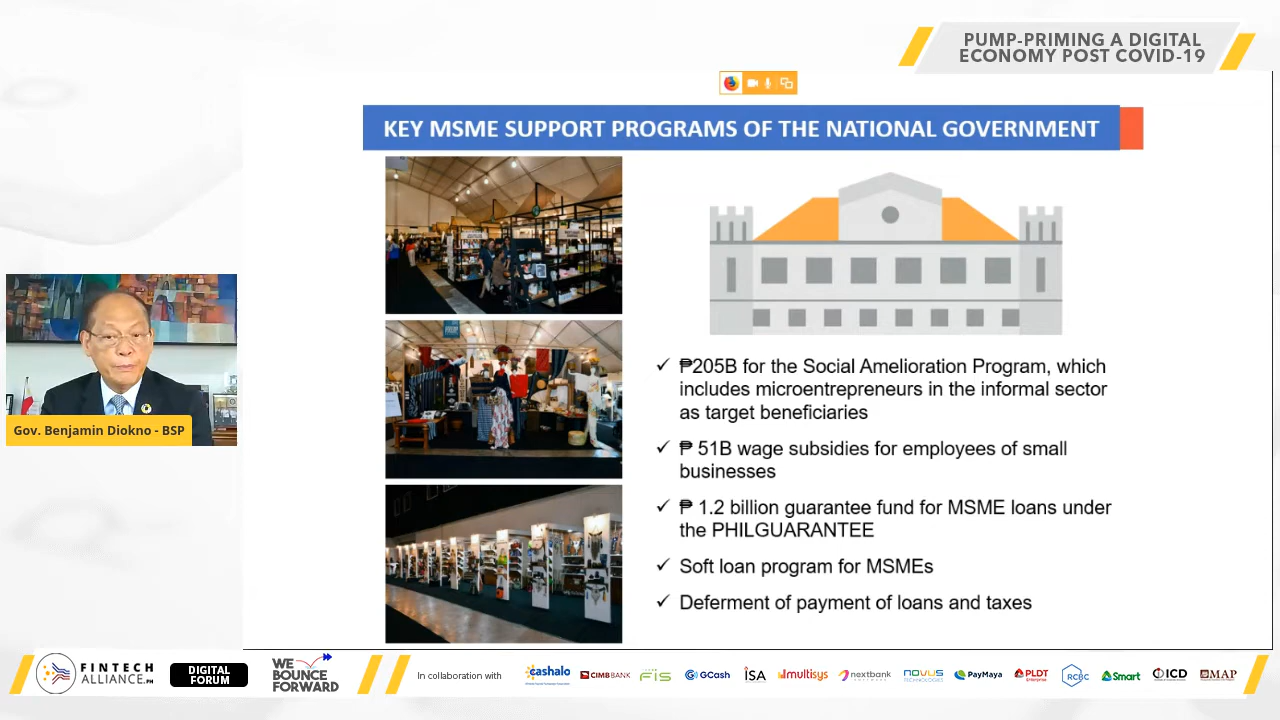 PUMP-PRIMING A DIGITAL
ECONOMY POST COVID-19
KEY MSME SUPPORT PROGRAMS OF THE NATIONAL GOVERNMENT
✓ ₱205B for the Social Amelioration Program, which
includes microentrepreneurs in the informal sector
as target beneficiaries
✓ ₱ 51B wage subsidies for employees of small
businesses
✓ ₱ 1.2 billion guarantee fund for MSME loans under
the PHILGUARANTEE
✓ Soft loan program for MSMEs
✓ Deferment of payment of loans and taxes
Gov. Benjamin Diokno - BSP
FINTECH
ALLIANCE.PH
DIGITAL
FORUM
WE
BOUNCE
FORWARD
In collaboration with
cashalo
CIMB BANK
FIS
GCash
ISA
multisys
nextbank
NOVUS
TECHNOLOGIES
PayMaya
PLDT
Enterprise
RCBC
Smart
ICD
MAP